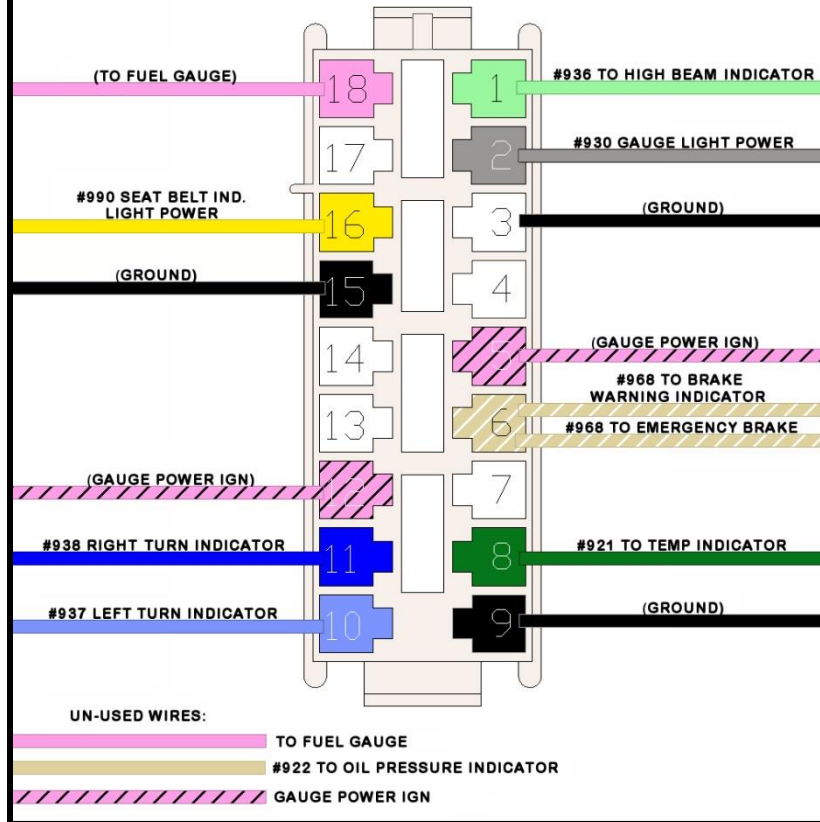 (TO FUEL GAUGE)
18
1
#936 TO HIGH BEAM INDICATOR
17
2
#930 GAUGE LIGHT POWER
#990 SEAT BELT IND.
LIGHT POWER
16
3
(GROUND)
(GROUND)
15
4
14
5
(GAUGE POWER IGN)
#968 TO BRAKE
WARNING INDICATOR
13
6
#968 TO EMERGENCY BRAKE
(GAUGE POWER IGN)
12
7
#938 RIGHT TURN INDICATOR
11
8
#921 TO TEMP INDICATOR
#937 LEFT TURN INDICATOR
10
9
(GROUND)
UN-USED WIRES:
TO FUEL GAUGE
#922 TO OIL PRESSURE INDICATOR
GAUGE POWER IGN